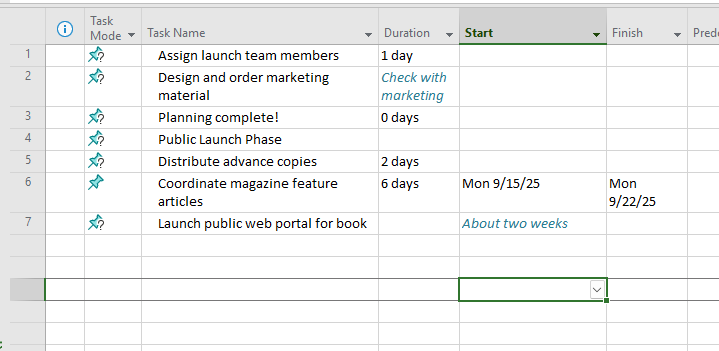 Task
Mode
Task Name
Duration
Start
Finish
Prede
1
Assign launch team members
1 day
2
Design and order marketing
material
Check with
marketing
3
Planning complete!
0 days
4
Public Launch Phase
5
Distribute advance copies
2 days
6
Coordinate magazine feature
articles
6 days
Mon 9/15/25
Mon
9/22/25
7
Launch public web portal for book
About two weeks